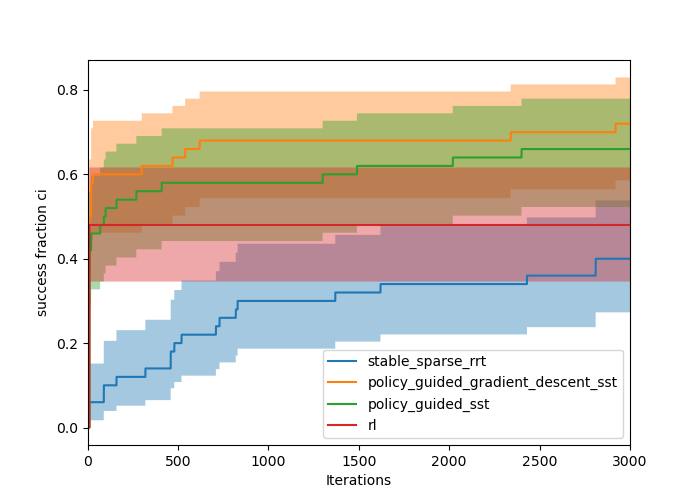 0.8
0.6
0.4
0.2
0.0
success fraction ci
0
500
1000
1500
2000
2500
3000
Iterations
stable_sparse_rrt
policy_guided_gradient_descent_sst
policy_guided_sst
rl